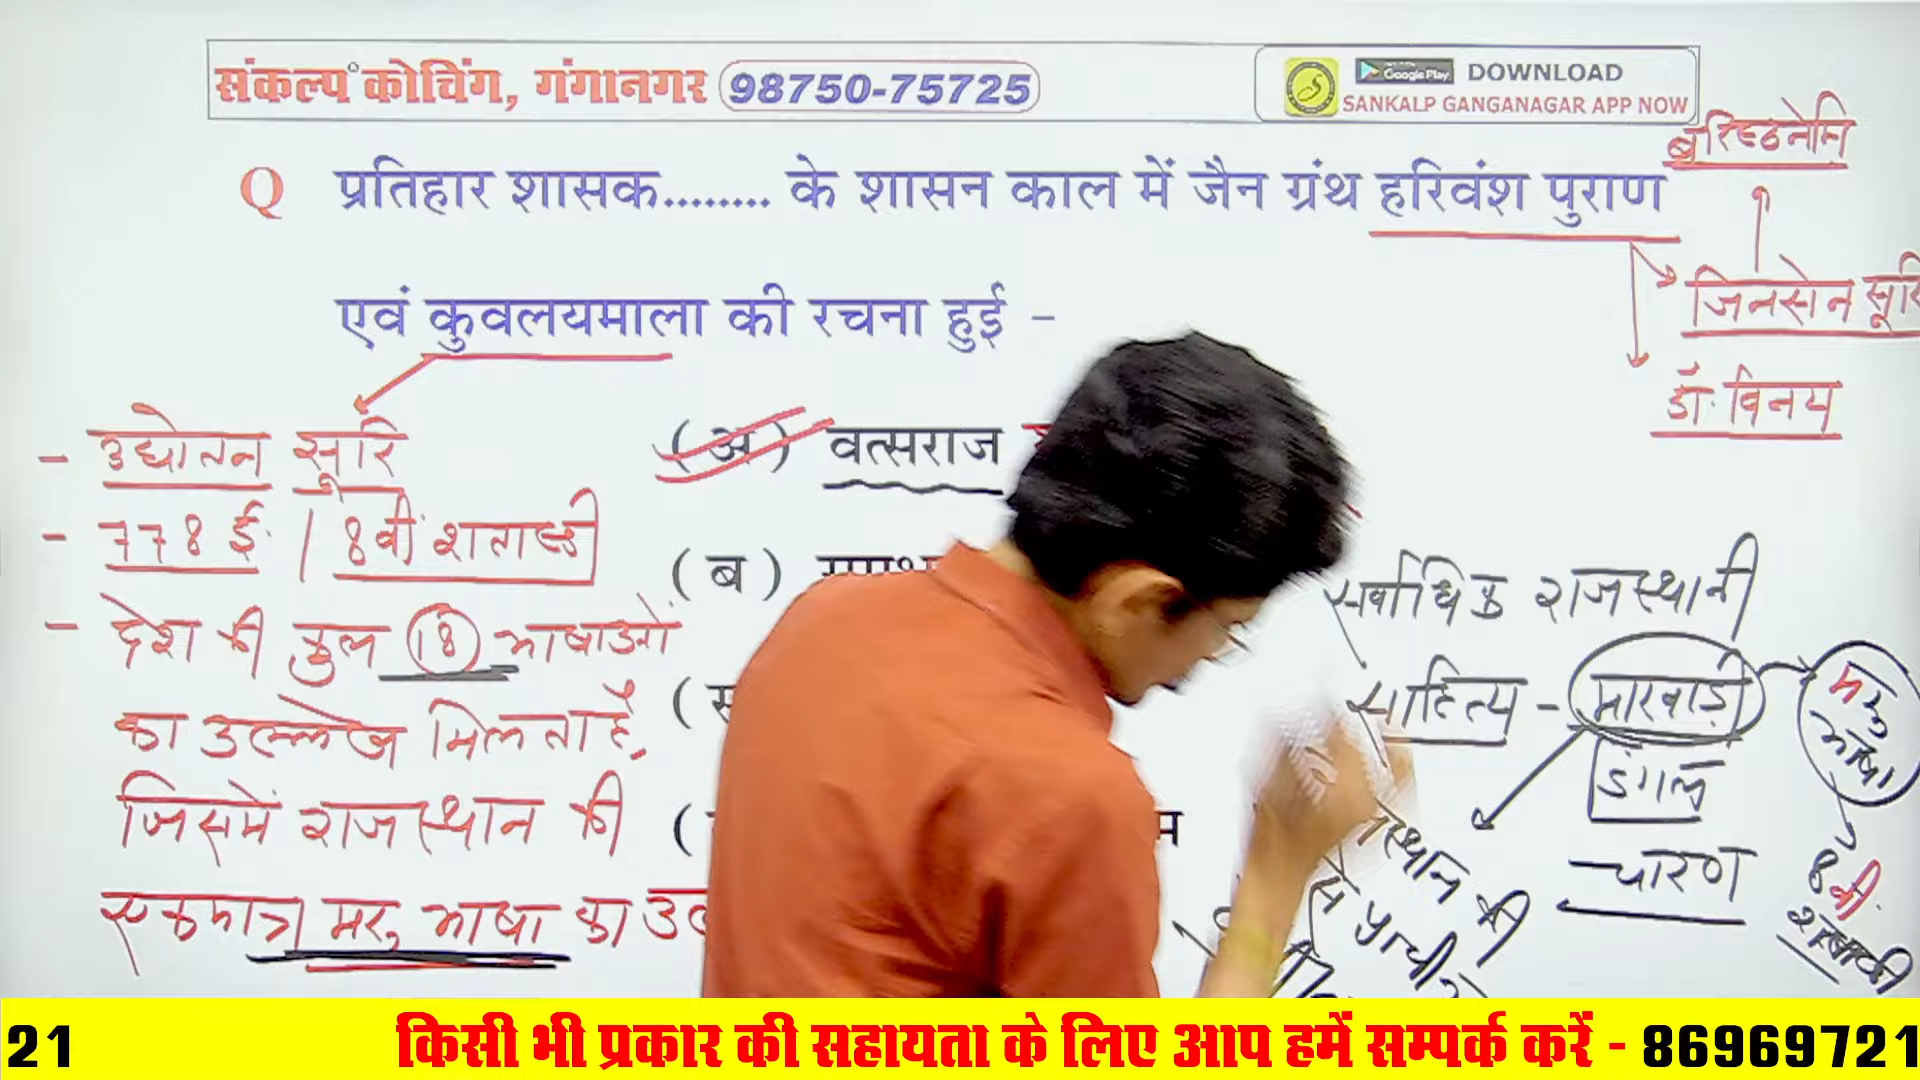 संकल्प कोचिंग, गंगानगर 98750-75725
Google Play DOWNLOAD
SANKALP GANGANAGAR APP NOW
Q प्रतिहार शासक........ के शासन काल में जैन ग्रंथ हरिवंश पुराण
जिनसेन सूरि
एवं कुवलयमाला की रचना हुई -
डॉ. विनय
- उद्योतन सूरि
(अ) वत्सराज
- 778 ई. / 8वीं शताब्दी
(ब)
- देश की कुल 18 भाषाओं
का उल्लेख मिलता है,
जिसमें राजस्थान की
एकमात्र मरु भाषा का
सर्वाधिक राजस्थानी
साहित्य - मारवाड़ी
मरु भाषा
डिंगल
चारण
8वीं
शताब्दी
की
से प्राचीन
21 किसी भी प्रकार की सहायता के लिए आप हमें सम्पर्क करें - 86969721